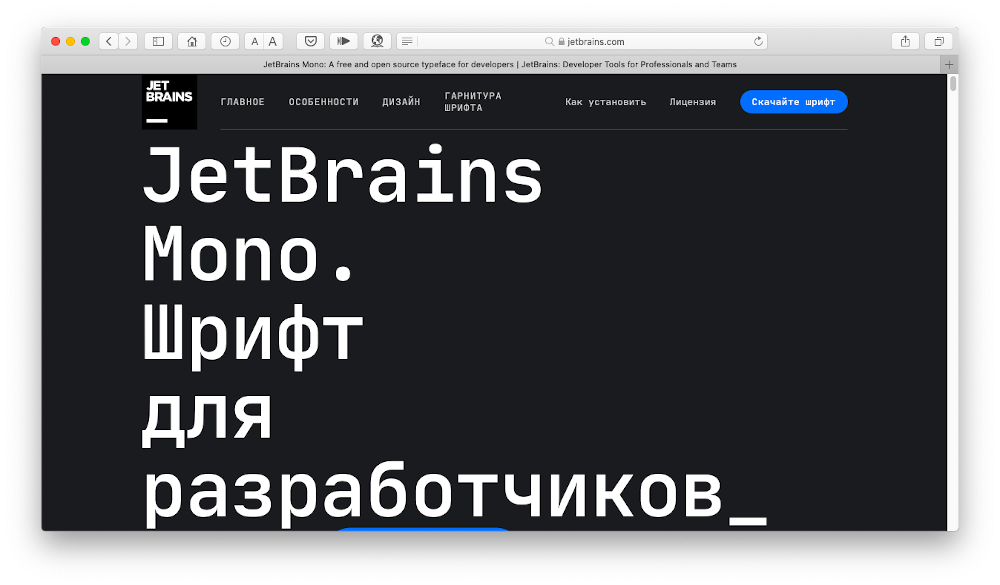 jetbrains.com
JetBrains Mono: A free and open source typeface for developers | JetBrains: Developer Tools for Professionals and Teams
JET
BRAINS
ГЛАВНОЕ
ОСОБЕННОСТИ
ДИЗАЙН
ГАРНИТУРА
ШРИФТА
Как установить
Лицензия
Скачайте шрифт
JetBrains
Mono.
Шрифт
для
разработчиков_